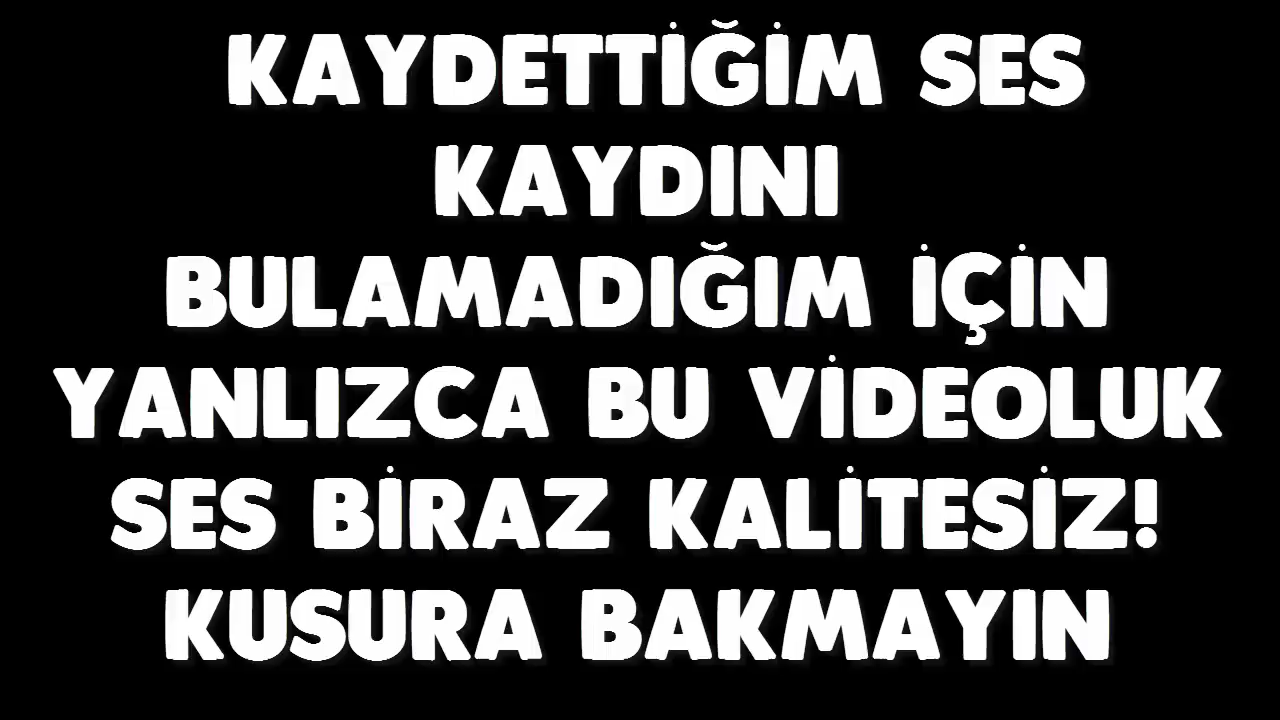 KAYDETTİĞİM SES
KAYDINI
BULAMADIĞIM İÇİN
YANLIZCA BU VİDEOLUK
SES BİRAZ KALİTESİZ!
KUSURA BAKMAYIN